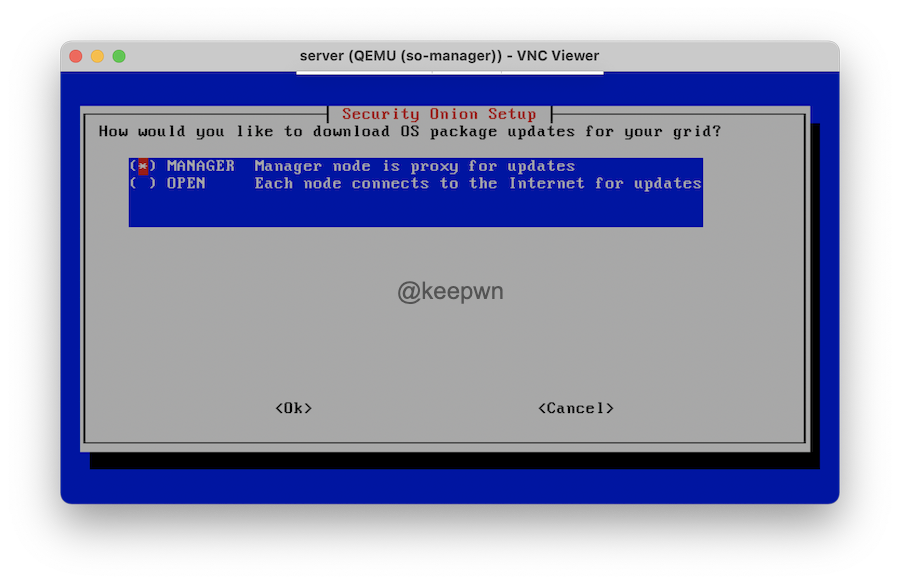 server (QEMU (so-manager)) - VNC Viewer
Security Onion Setup
How would you like to download OS package updates for your grid?
(*) MANAGER  Manager node is proxy for updates
( ) OPEN     Each node connects to the Internet for updates
@keepwn
<Ok> <Cancel>